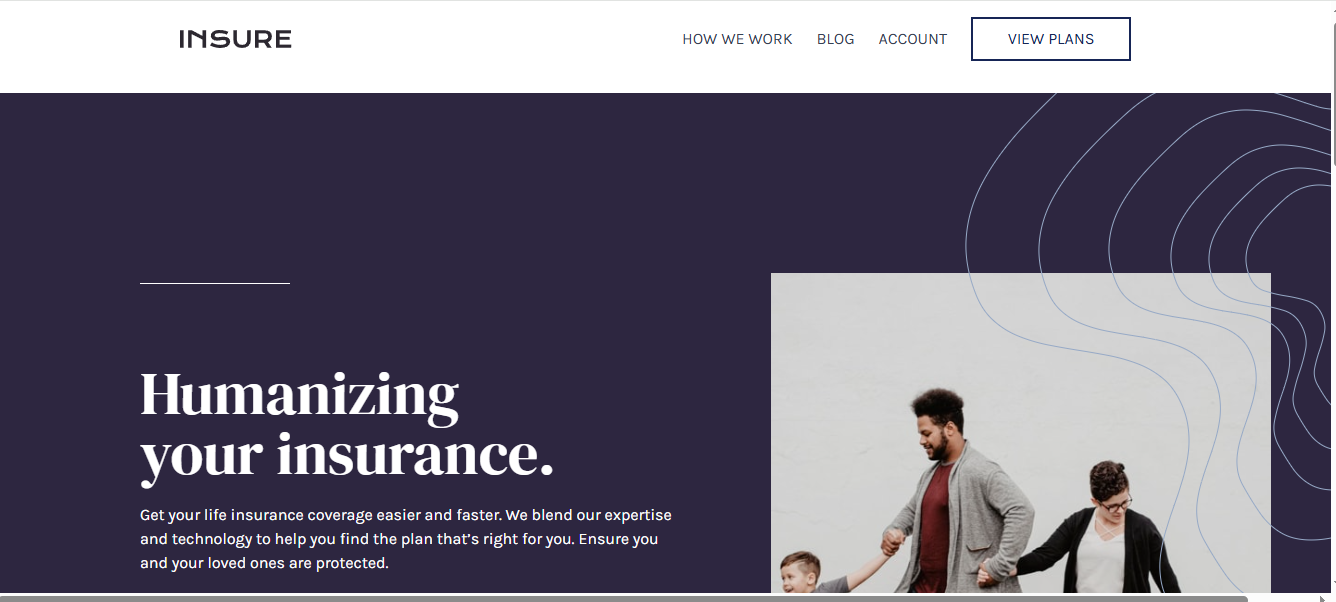 INSURE
HOW WE WORK BLOG ACCOUNT VIEW PLANS
Humanizing
your insurance.
Get your life insurance coverage easier and faster. We blend our expertise
and technology to help you find the plan that’s right for you. Ensure you
and your loved ones are protected.